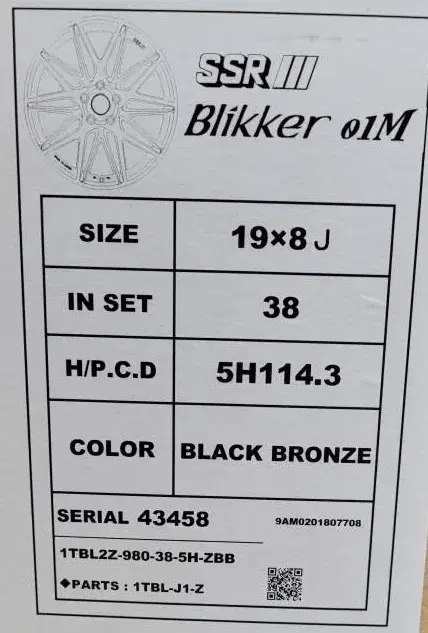 SSR
Blikker 01M
SIZE 19×8J
IN SET 38
H/P.C.D 5H114.3
COLOR BLACK BRONZE
SERIAL 43458 9AM0201807708
1TBL2Z-980-38-5H-ZBB
◆PARTS : 1TBL-J1-Z